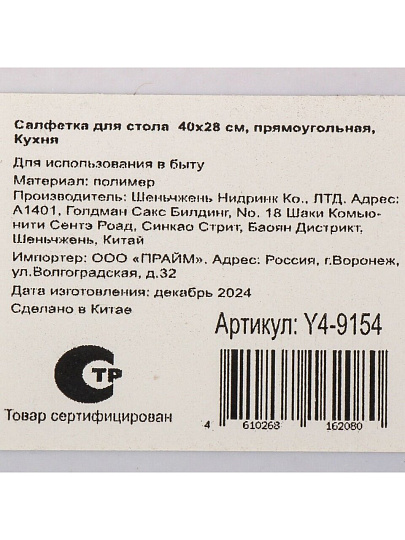 Салфетка для стола 40х28 см, прямоугольная,
Кухня
Для использования в быту
Материал: полимер
Производитель: Шеньчжень Нидринк Ко., ЛТД. Адрес:
А1401, Голдман Сакс Билдинг, No. 18 Шаки Комью-
нити Сентэ Роад, Синкао Стрит, Баоян Дистрикт,
Шеньчжень, Китай
Импортер: ООО «ПРАЙМ». Адрес: Россия, г.Воронеж,
ул.Волгоградская, д.32
Дата изготовления: декабрь 2024
Сделано в Китае
Артикул: Y4-9154
СТР
Товар сертифицирован
4 610268 162080